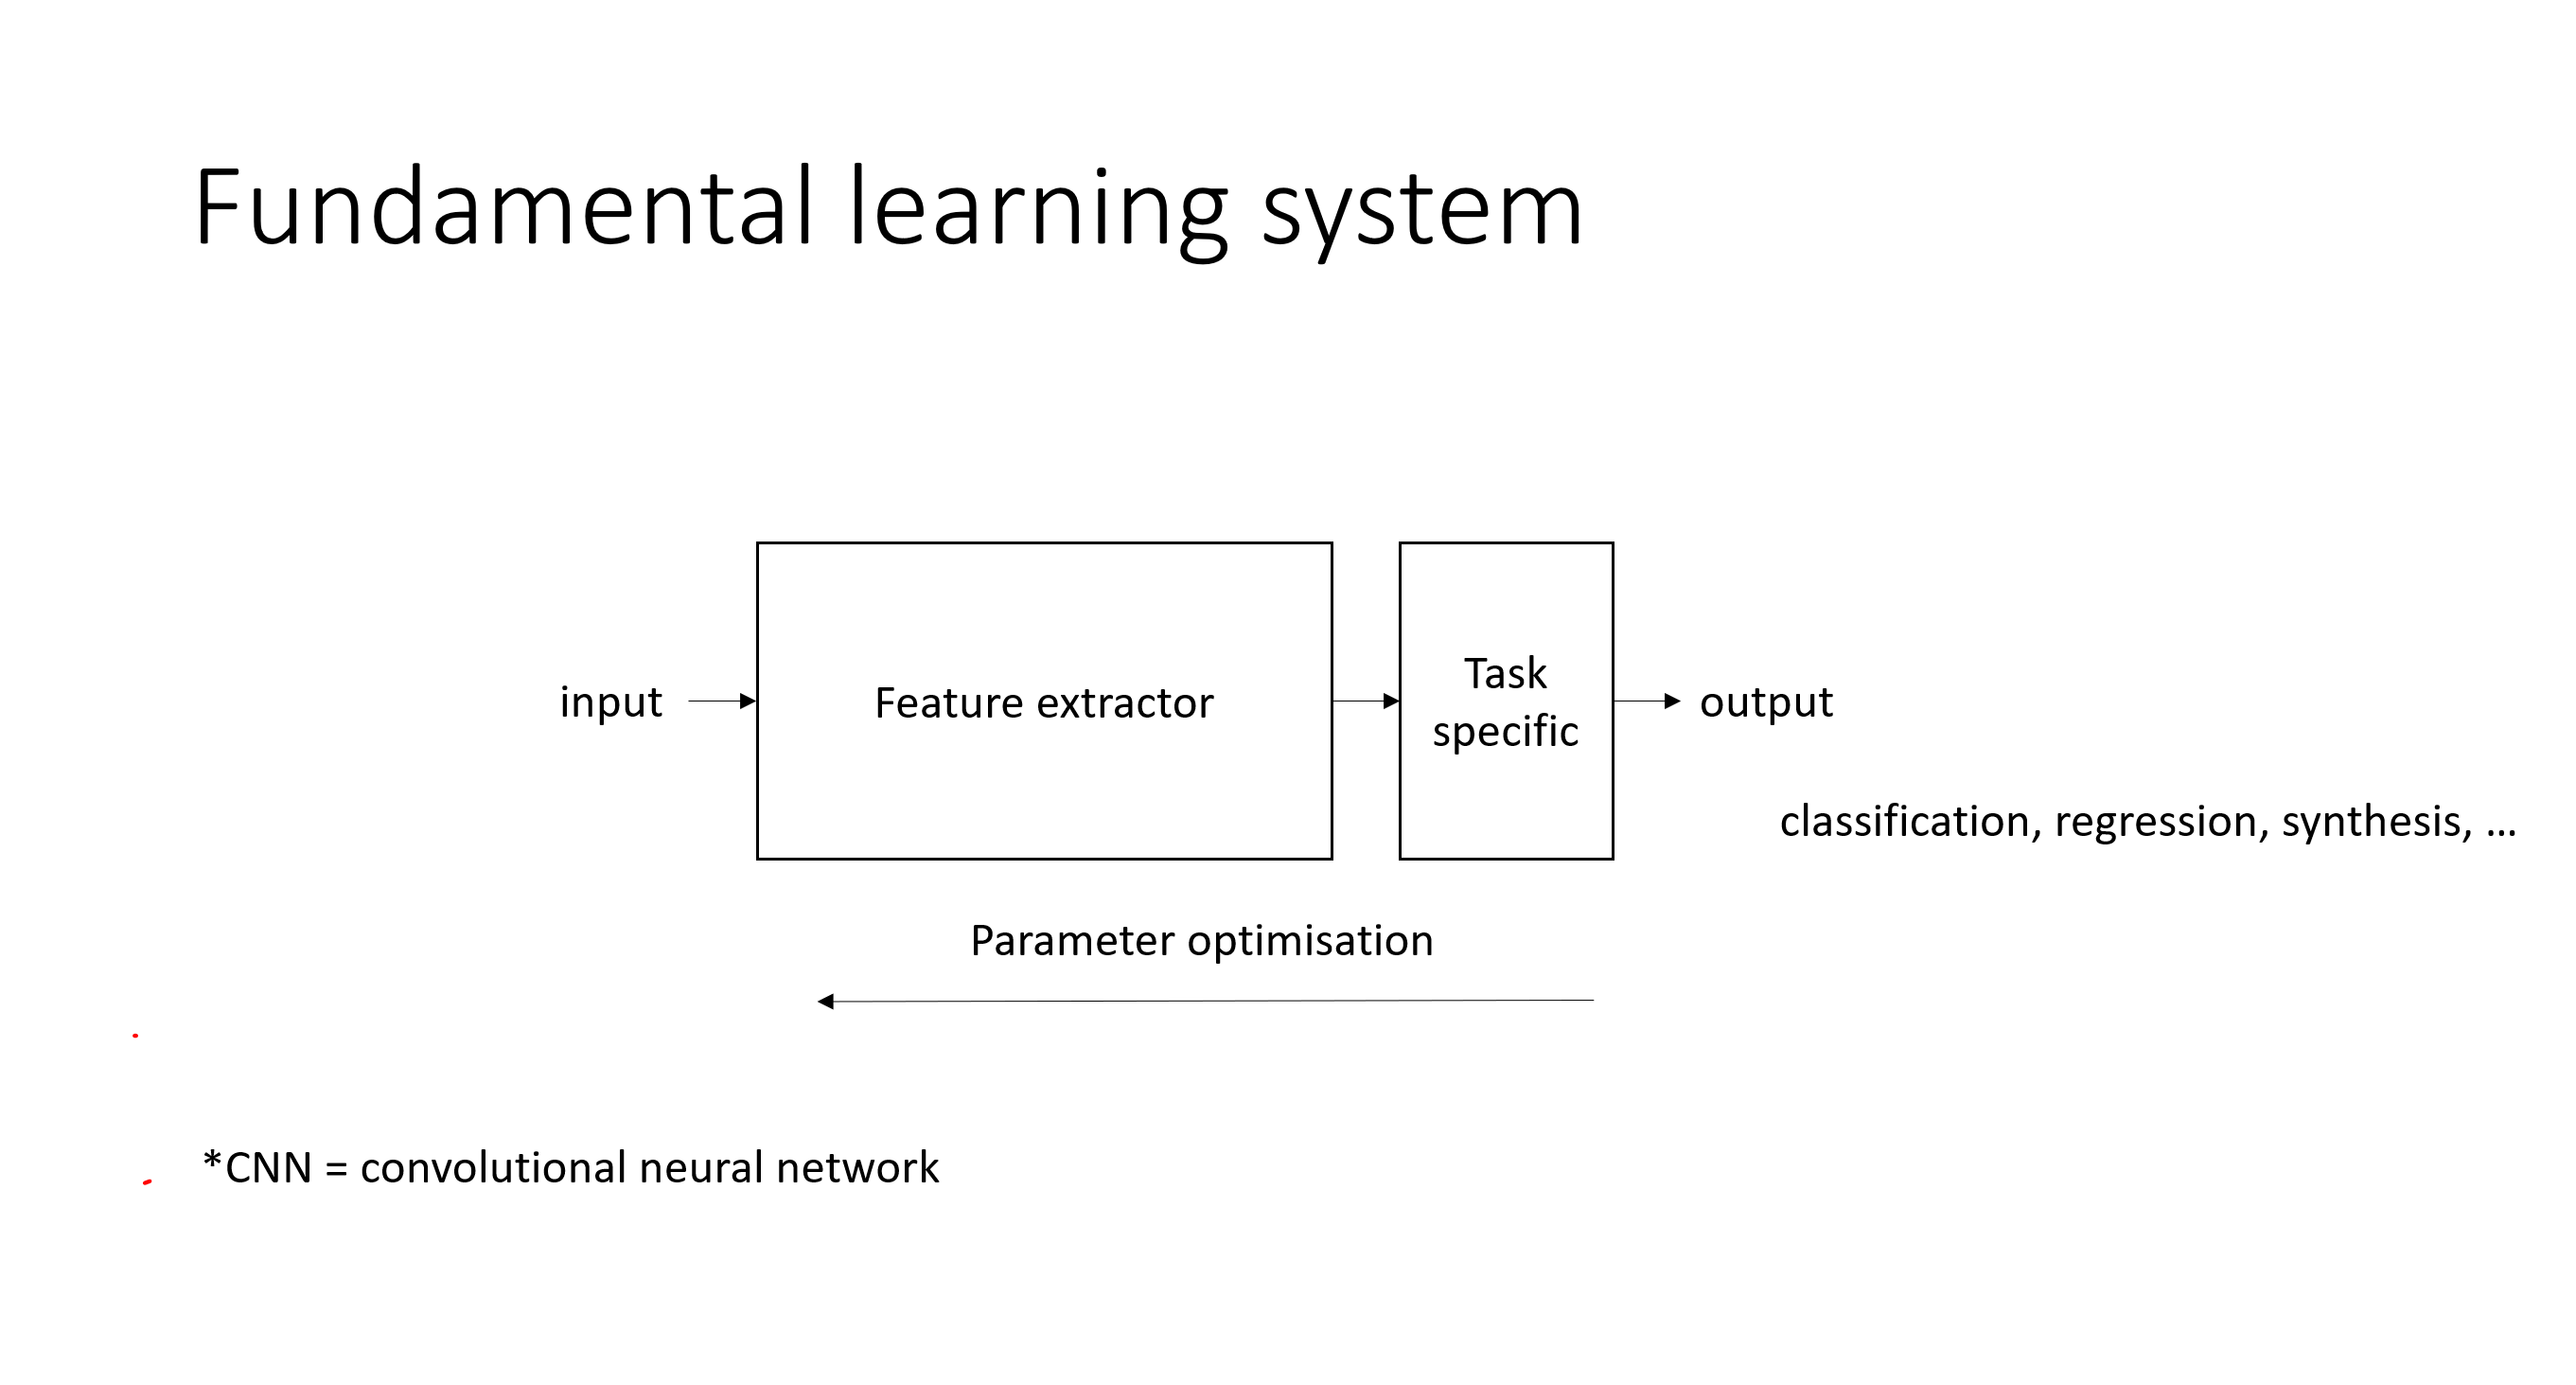 Fundamental learning system
input
Feature extractor
Task
specific
output
classification, regression, synthesis, ...
Parameter optimisation
*CNN = convolutional neural network